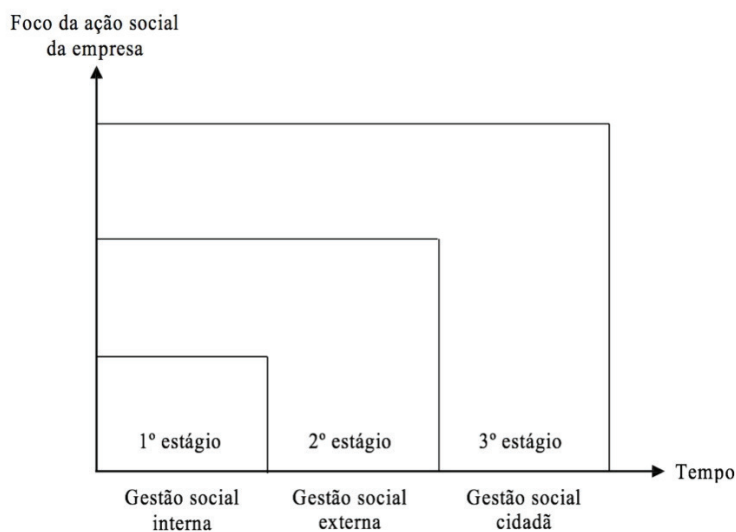 Foco da ação social
da empresa
1º estágio
2º estágio
3º estágio
Tempo
Gestão social
interna
Gestão social
externa
Gestão social
cidadã